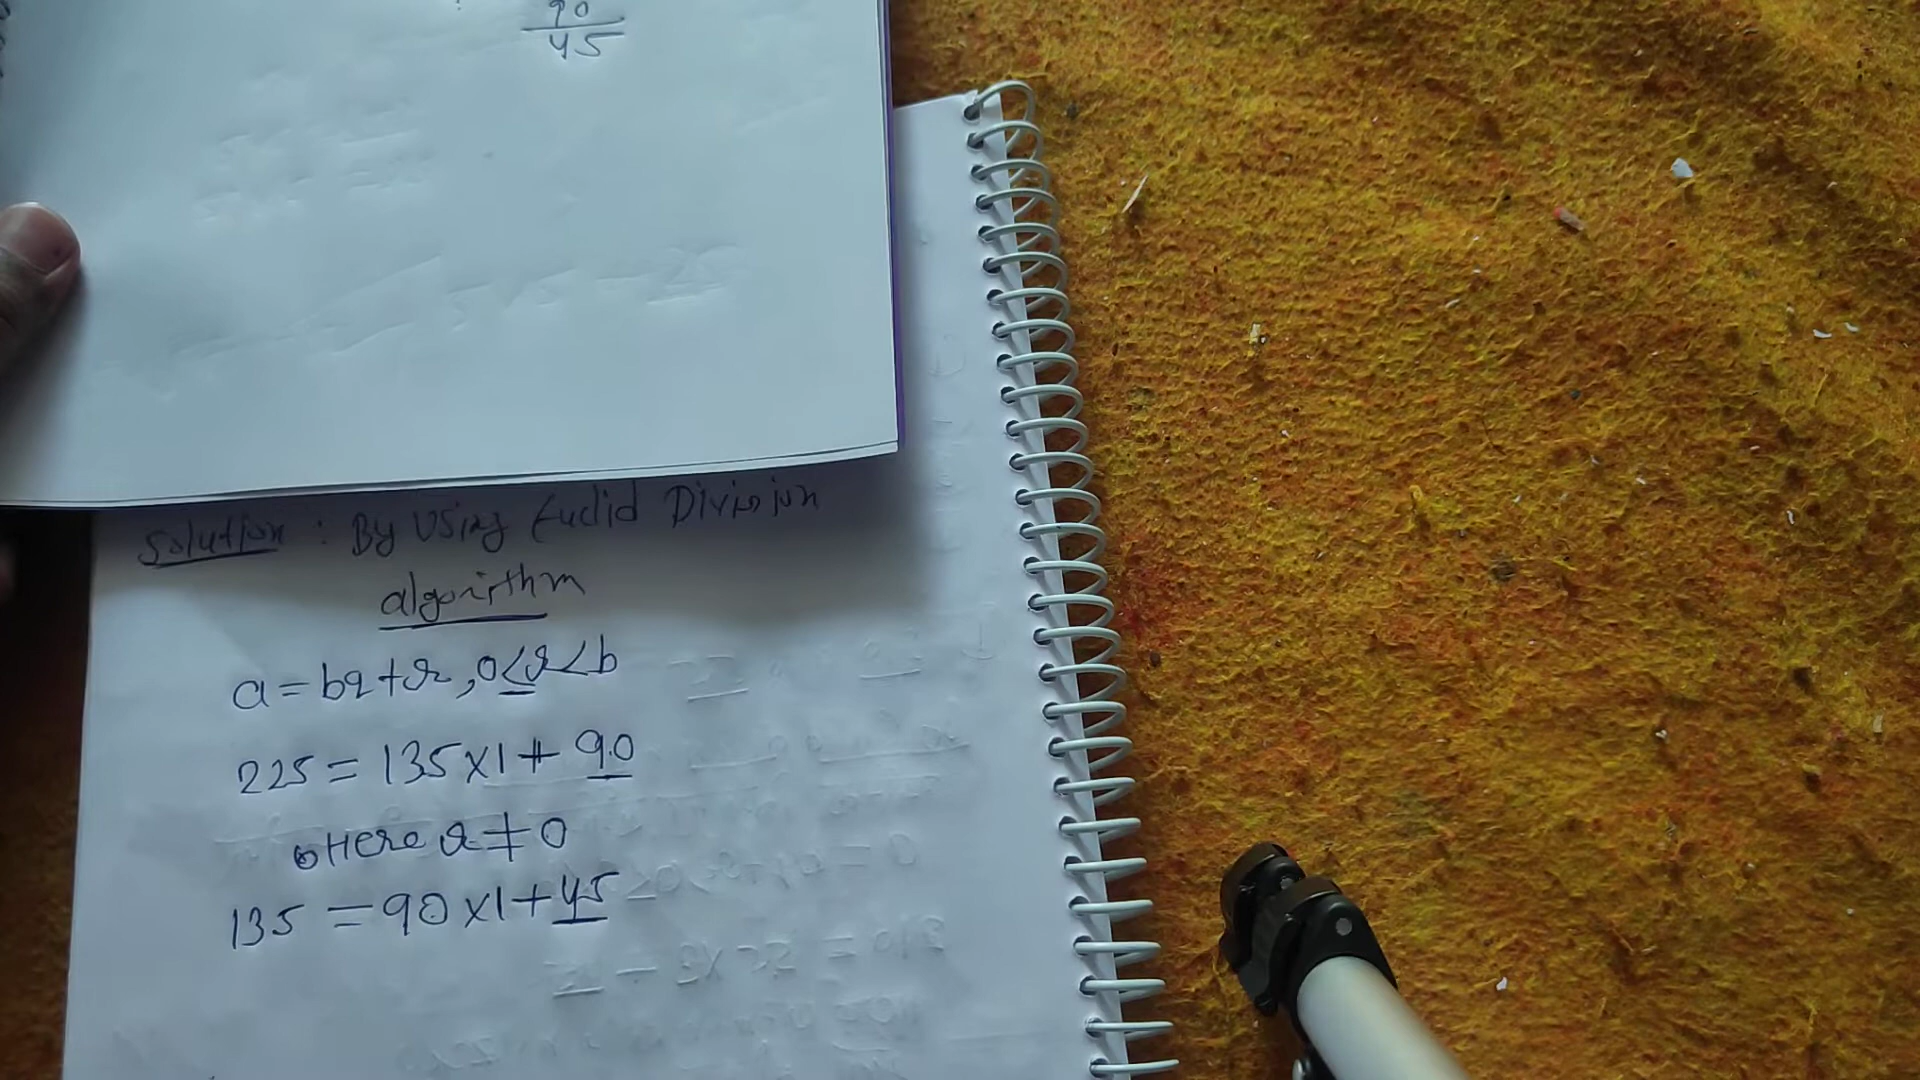 90
45
Solution : By Using Euclid Division
algorithm
a = bq + r , 0 ≤ r < b
225 = 135 x 1 + 90
Here r ≠ 0
135 = 90 x 1 + 45